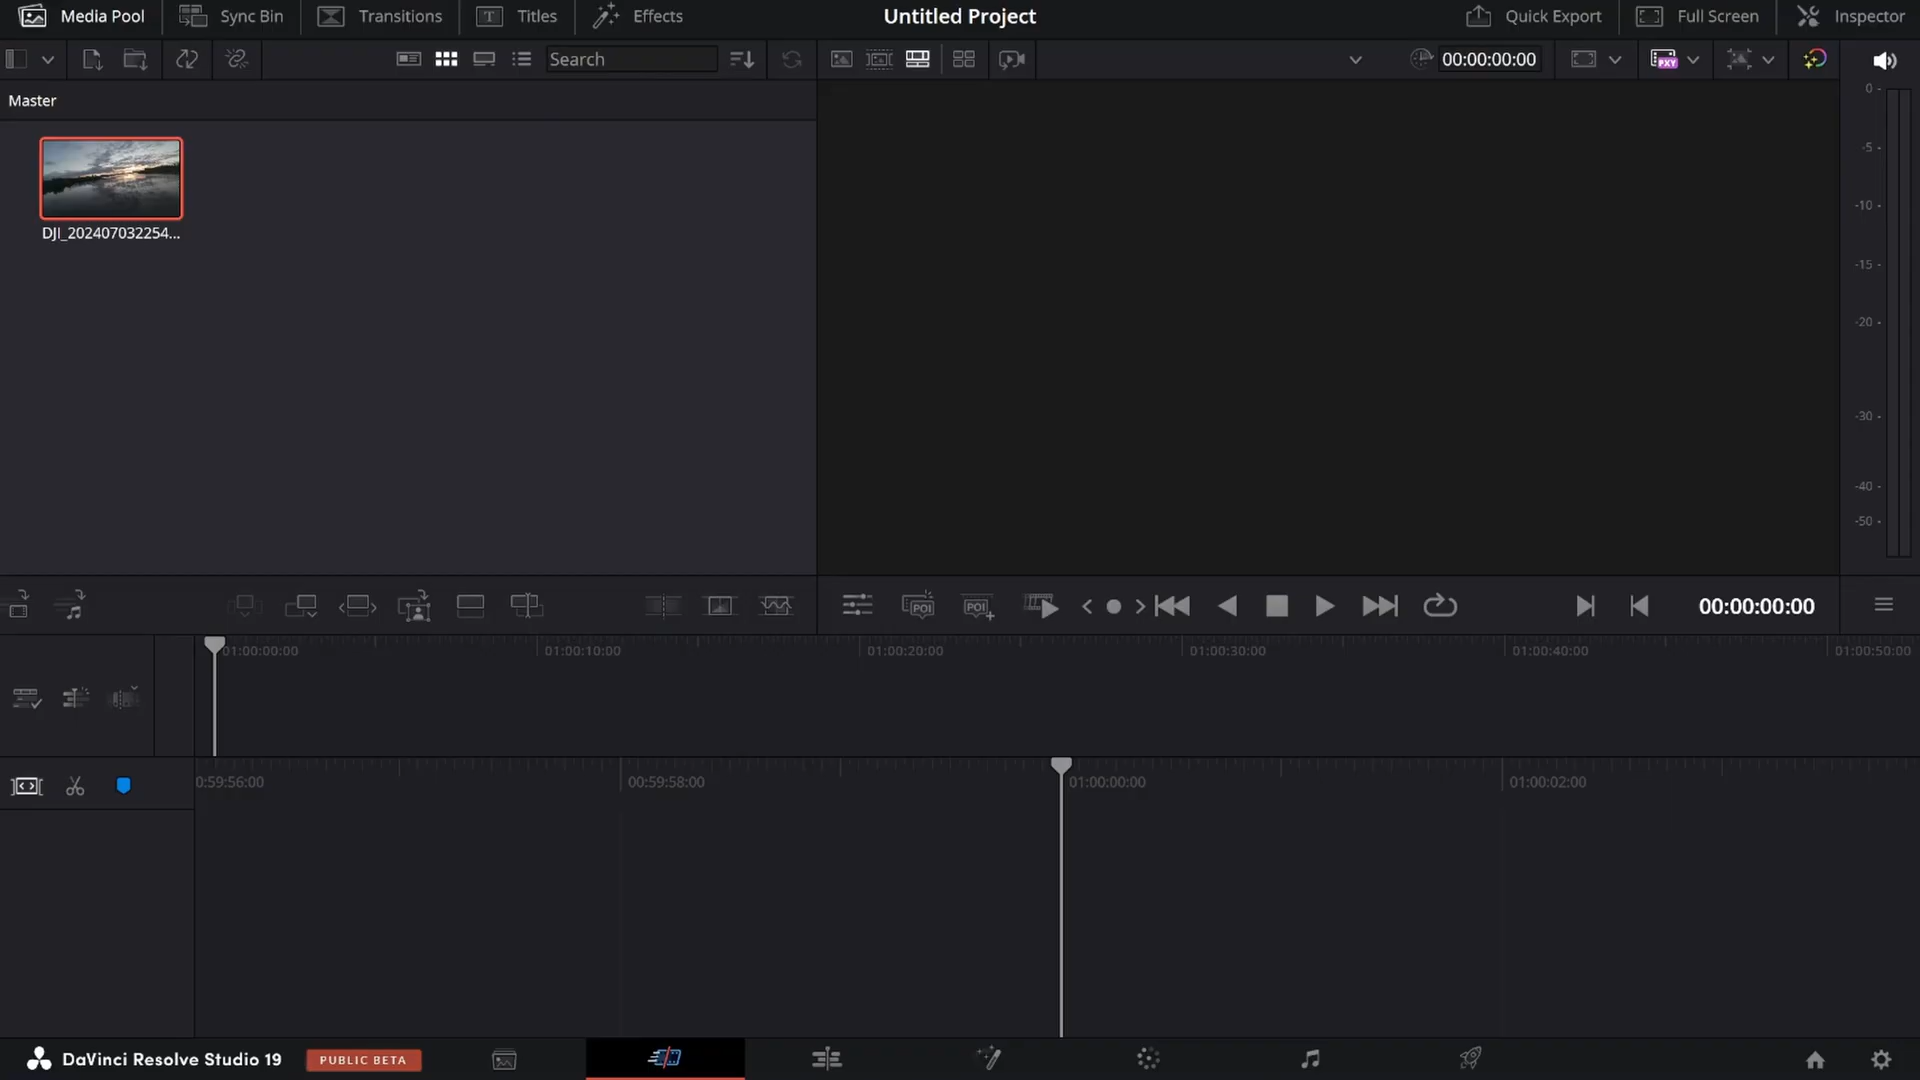 Media Pool
Sync Bin
Transitions
Titles
Effects
Untitled Project
Quick Export
Full Screen
Inspector
Search
00:00:00:00
PXY
Master
DJI_202407032254...
0
-5
-10
-15
-20
-30
-40
-50
POI
POI
00:00:00:00
01:00:00:00
01:00:10:00
01:00:20:00
01:00:30:00
01:00:40:00
01:00:50:00
0:59:56:00
00:59:58:00
01:00:00:00
01:00:02:00
DaVinci Resolve Studio 19
PUBLIC BETA